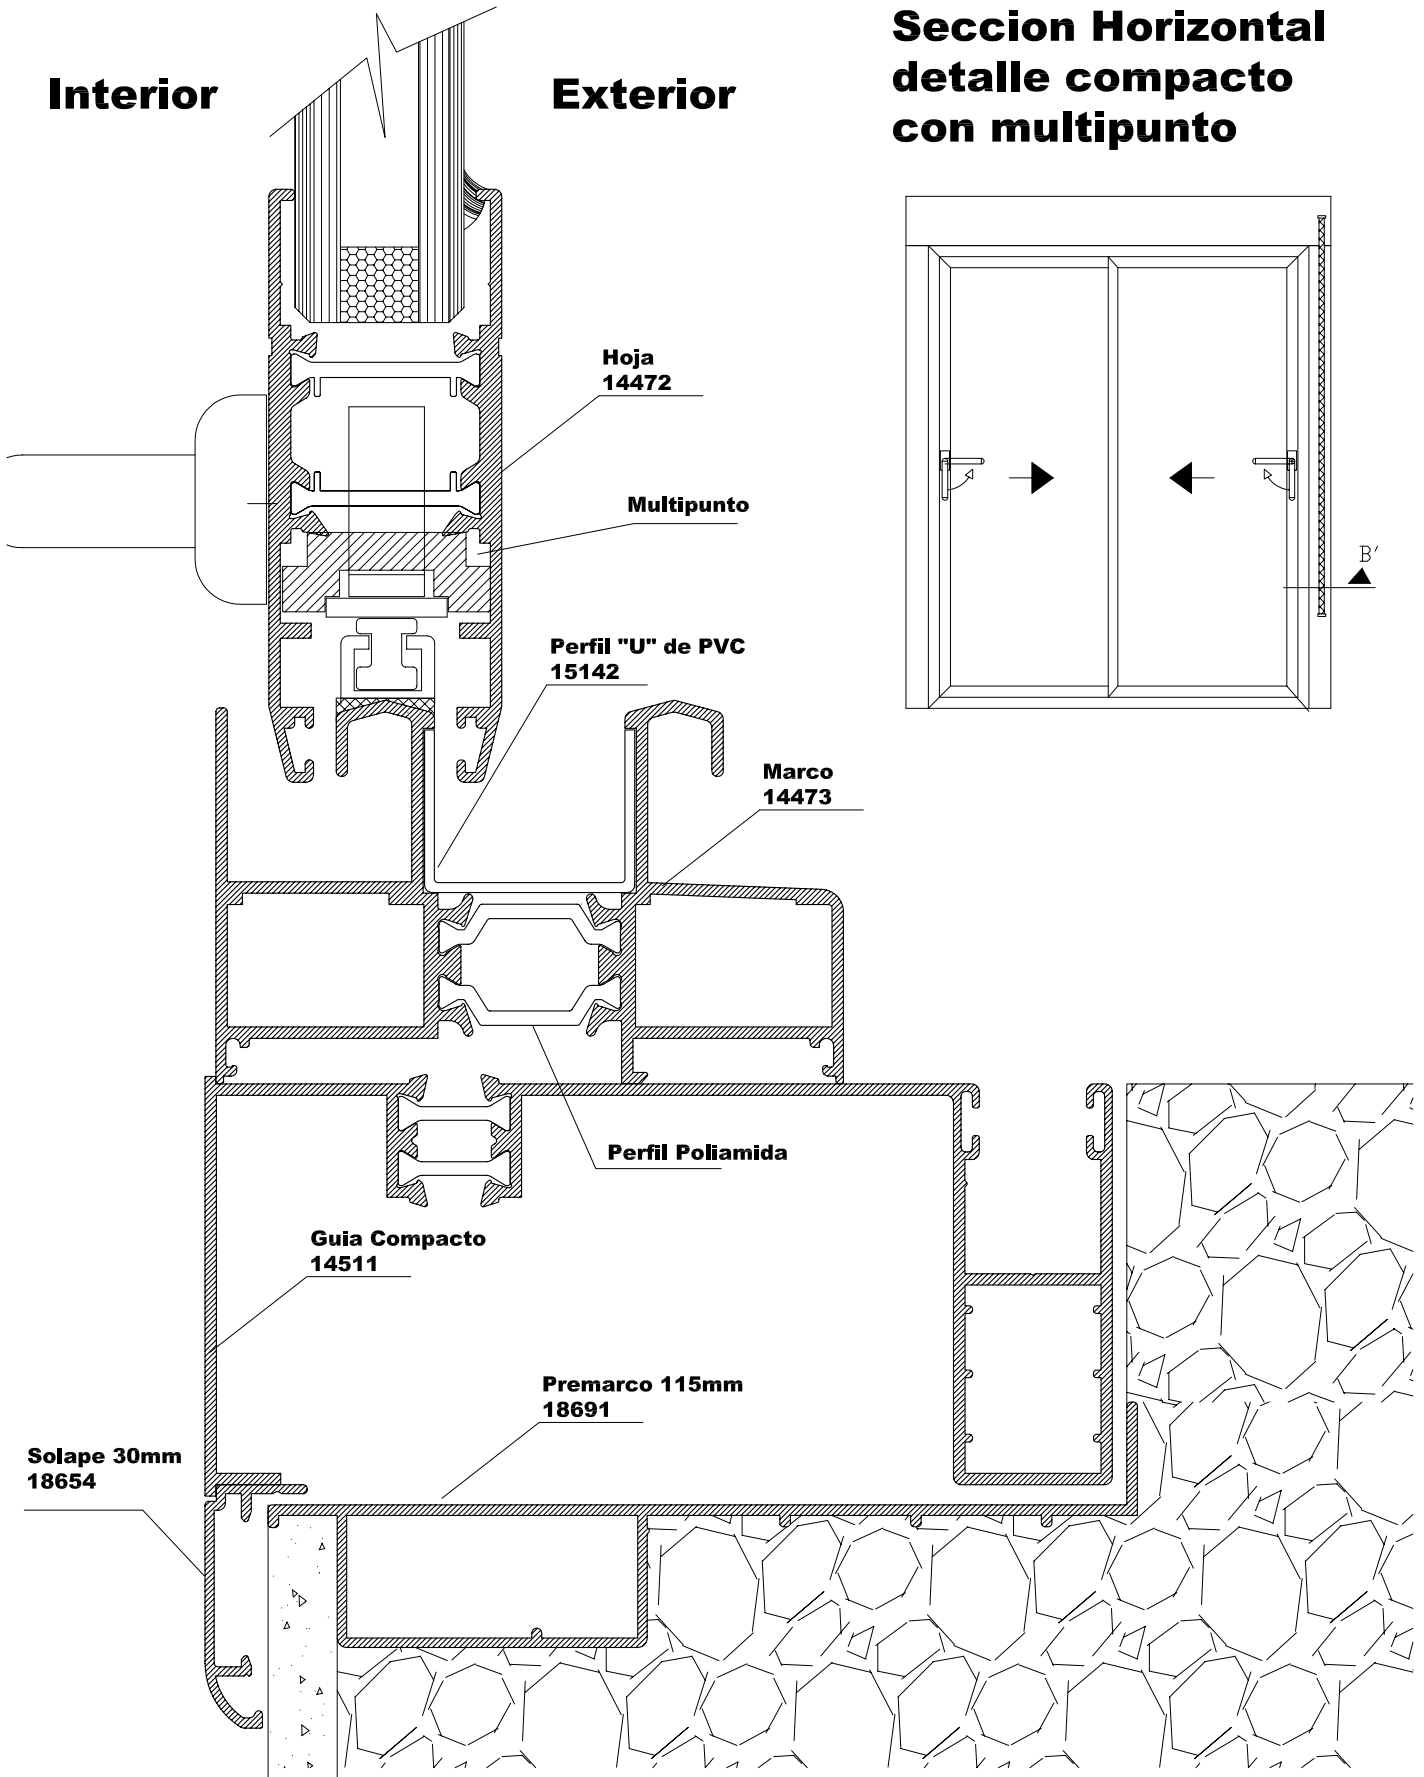 Seccion Horizontal
detalle compacto
con multipunto
Interior
Exterior
Hoja
14472
Multipunto
B'
Perfil "U" de PVC
15142
Marco
14473
Perfil Poliamida
Guia Compacto
14511
Premarco 115mm
18691
Solape 30mm
18654